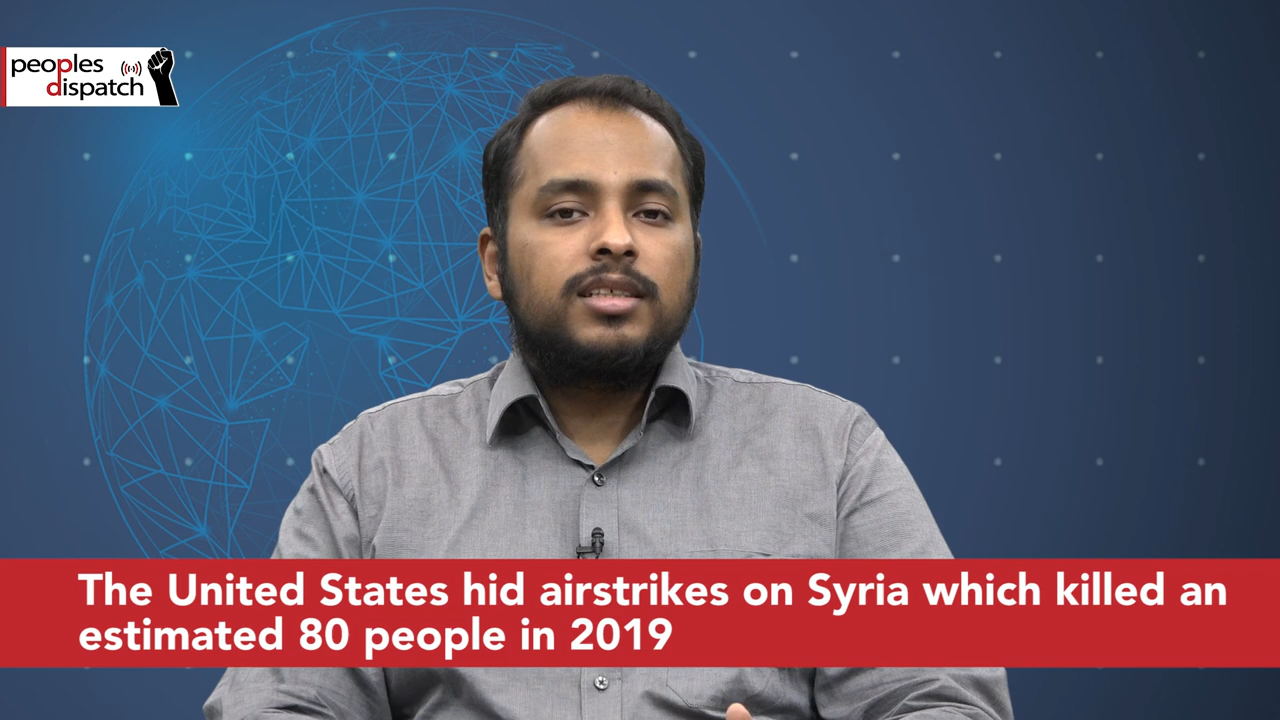 peoples
dispatch
The United States hid airstrikes on Syria which killed an
estimated 80 people in 2019